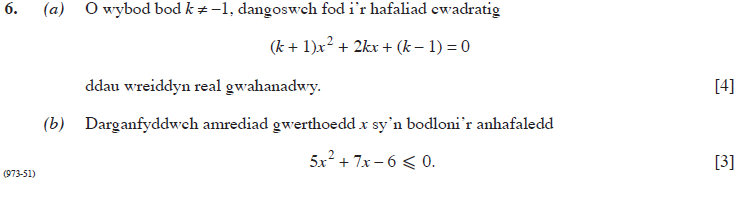 6. (a) O wybod bod k ≠ –1, dangoswch fod i'r hafaliad cwadratig
(k + 1)x² + 2kx + (k – 1) = 0
ddau wreiddyn real gwahanadwy. [4]
(b) Darganfyddwch amrediad gwerthoedd x sy'n bodloni'r anhafaledd
5x² + 7x – 6 ⩽ 0. [3]
(973-51)